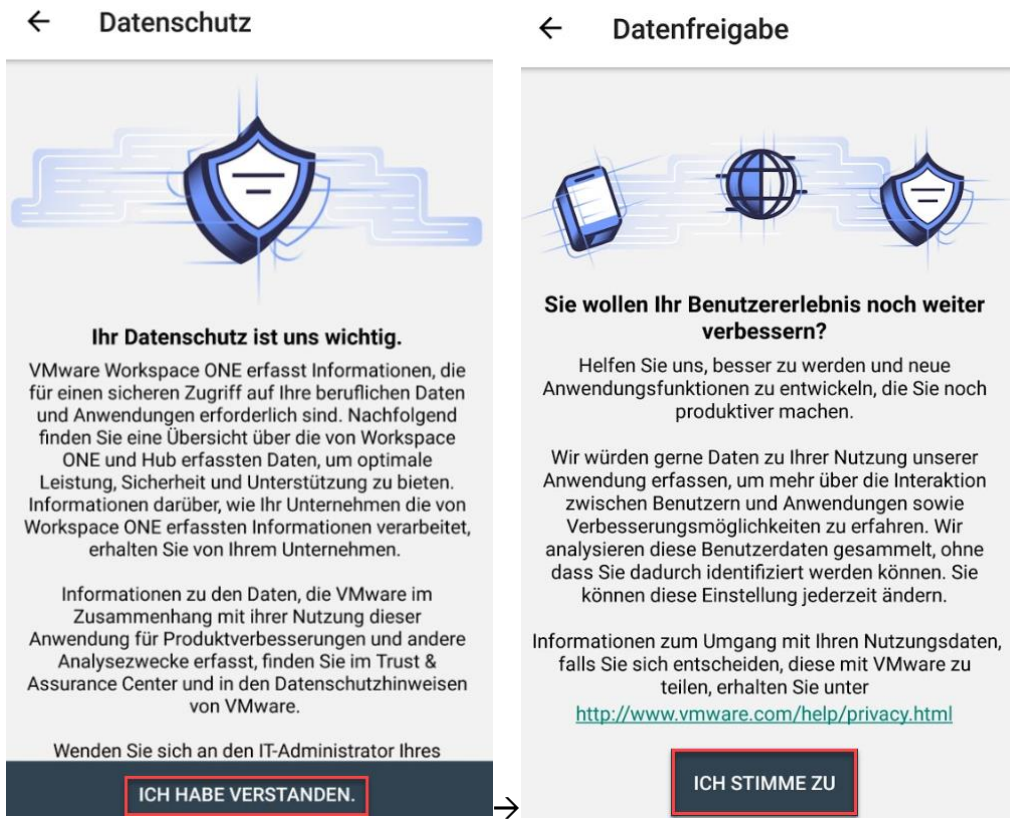 ← Datenschutz
Ihr Datenschutz ist uns wichtig.
VMware Workspace ONE erfasst Informationen, die
für einen sicheren Zugriff auf Ihre beruflichen Daten
und Anwendungen erforderlich sind. Nachfolgend
finden Sie eine Übersicht über die von Workspace
ONE und Hub erfassten Daten, um optimale
Leistung, Sicherheit und Unterstützung zu bieten.
Informationen darüber, wie Ihr Unternehmen die von
Workspace ONE erfassten Informationen verarbeitet,
erhalten Sie von Ihrem Unternehmen.
Informationen zu den Daten, die VMware im
Zusammenhang mit ihrer Nutzung dieser
Anwendung für Produktverbesserungen und andere
Analysezwecke erfasst, finden Sie im Trust &
Assurance Center und in den Datenschutzhinweisen
von VMware.
Wenden Sie sich an den IT-Administrator Ihres
ICH HABE VERSTANDEN.
→
← Datenfreigabe
Sie wollen Ihr Benutzererlebnis noch weiter
verbessern?
Helfen Sie uns, besser zu werden und neue
Anwendungsfunktionen zu entwickeln, die Sie noch
produktiver machen.
Wir würden gerne Daten zu Ihrer Nutzung unserer
Anwendung erfassen, um mehr über die Interaktion
zwischen Benutzern und Anwendungen sowie
Verbesserungsmöglichkeiten zu erfahren. Wir
analysieren diese Benutzerdaten gesammelt, ohne
dass Sie dadurch identifiziert werden können. Sie
können diese Einstellung jederzeit ändern.
Informationen zum Umgang mit Ihren Nutzungsdaten,
falls Sie sich entscheiden, diese mit VMware zu
teilen, erhalten Sie unter
http://www.vmware.com/help/privacy.html
ICH STIMME ZU